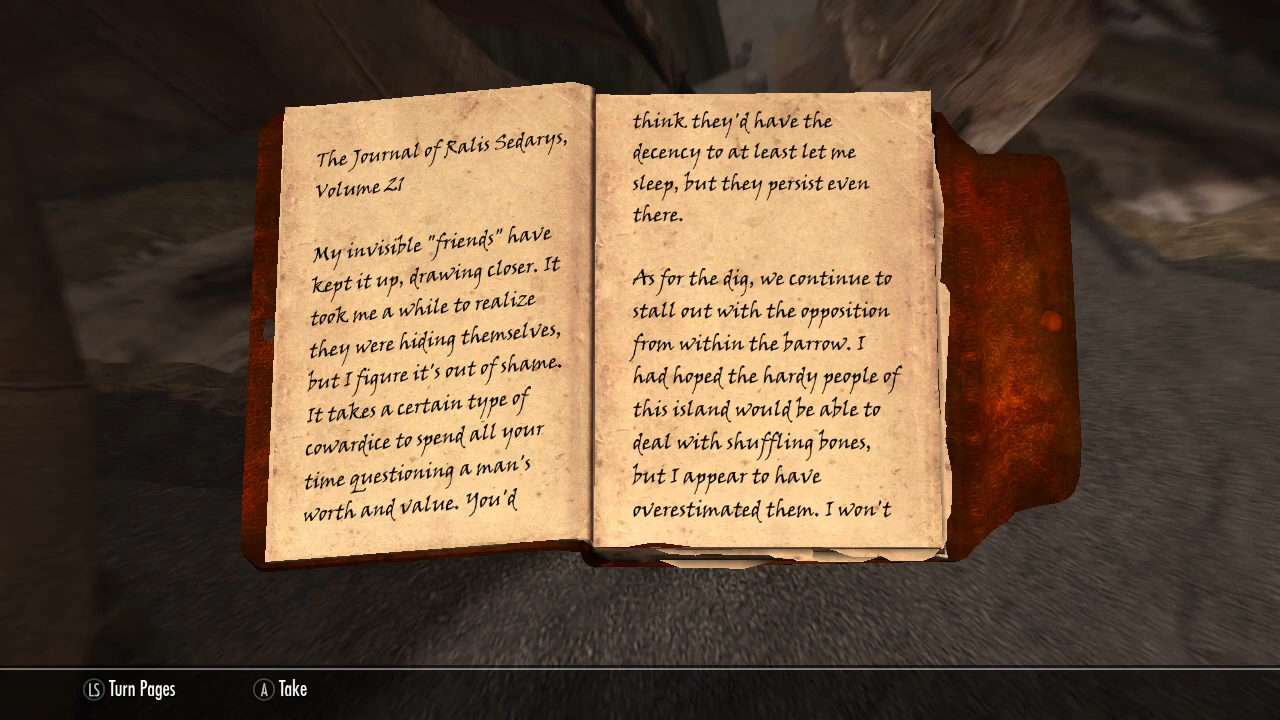 The Journal of Ralis Sedarys,
Volume 21
My invisible "friends" have
kept it up, drawing closer. It
took me a while to realize
they were hiding themselves,
but I figure it's out of shame.
It takes a certain type of
cowardice to spend all your
time questioning a man's
worth and value. You'd
think they'd have the
decency to at least let me
sleep, but they persist even
there.
As for the dig, we continue to
stall out with the opposition
from within the barrow. I
had hoped the hardy people of
this island would be able to
deal with shuffling bones,
but I appear to have
overestimated them. I won't
LS Turn Pages
A Take